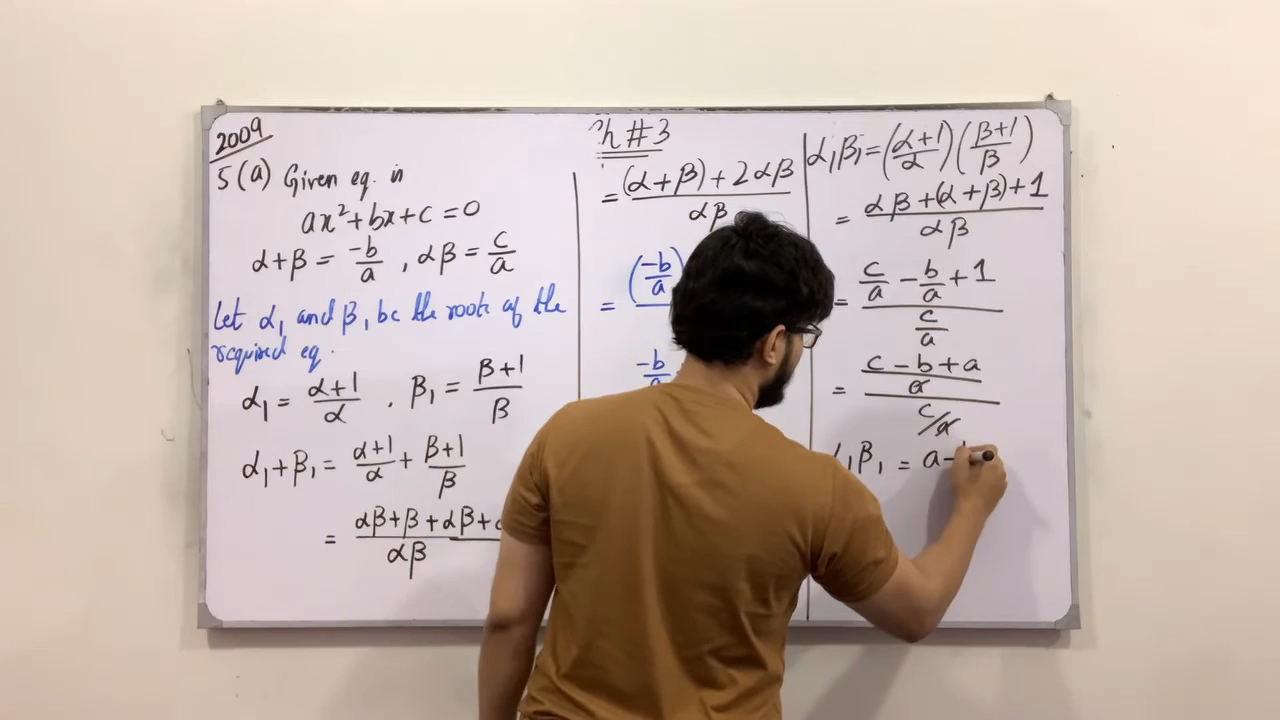 2009
5(a) Given eq. is
ax²+bx+c=0
α+β = -b/a , αβ = c/a
Let α₁ and β₁ be the roots of the
required eq.
α₁ = α+1/α . β₁ = β+1/β
α₁+β₁ = α+1/α + β+1/β
= αβ+β+αβ+α/αβ
#3
= (α+β)+2αβ/αβ
= (-b/a)
-b/a
α₁β₁ = (α+1/α)(β+1/β)
= αβ+(α+β)+1/αβ
= c/a - b/a + 1 / c/a
= c-b+a/a / c/a
β₁ = a-